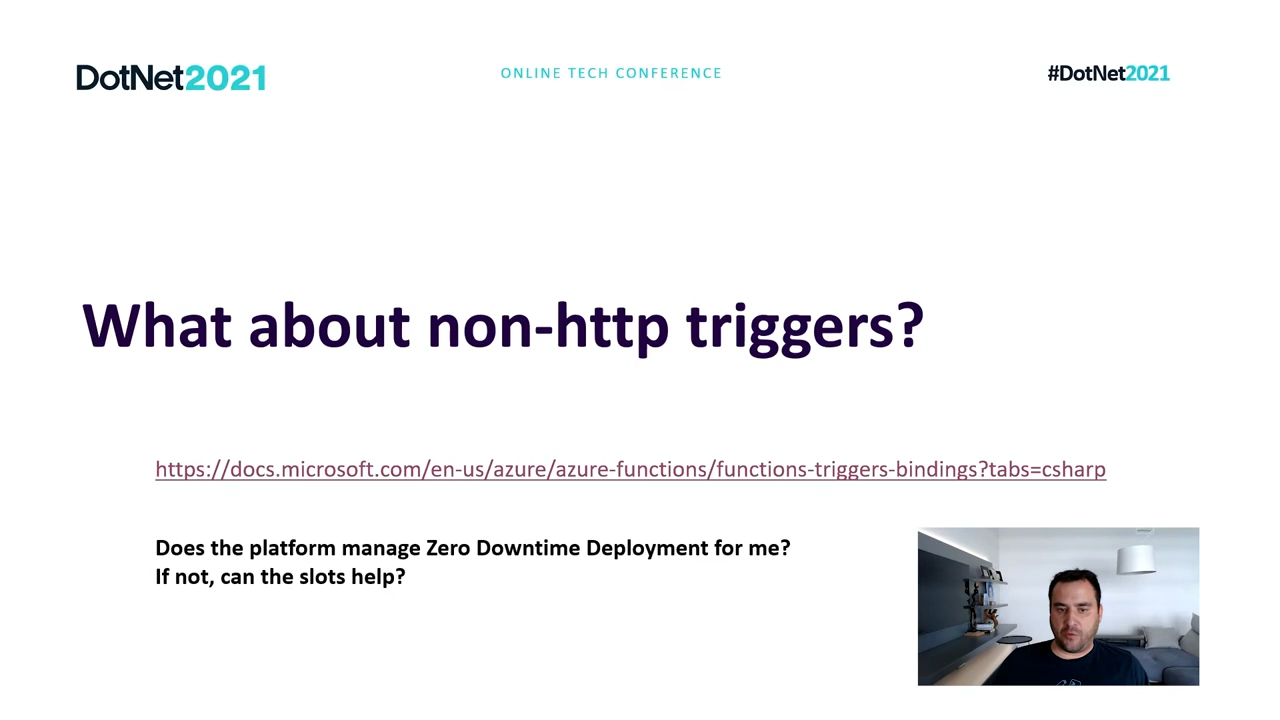 DotNet2021
ONLINE TECH CONFERENCE
#DotNet2021
What about non-http triggers?
https://docs.microsoft.com/en-us/azure/azure-functions/functions-triggers-bindings?tabs=csharp
Does the platform manage Zero Downtime Deployment for me?
If not, can the slots help?